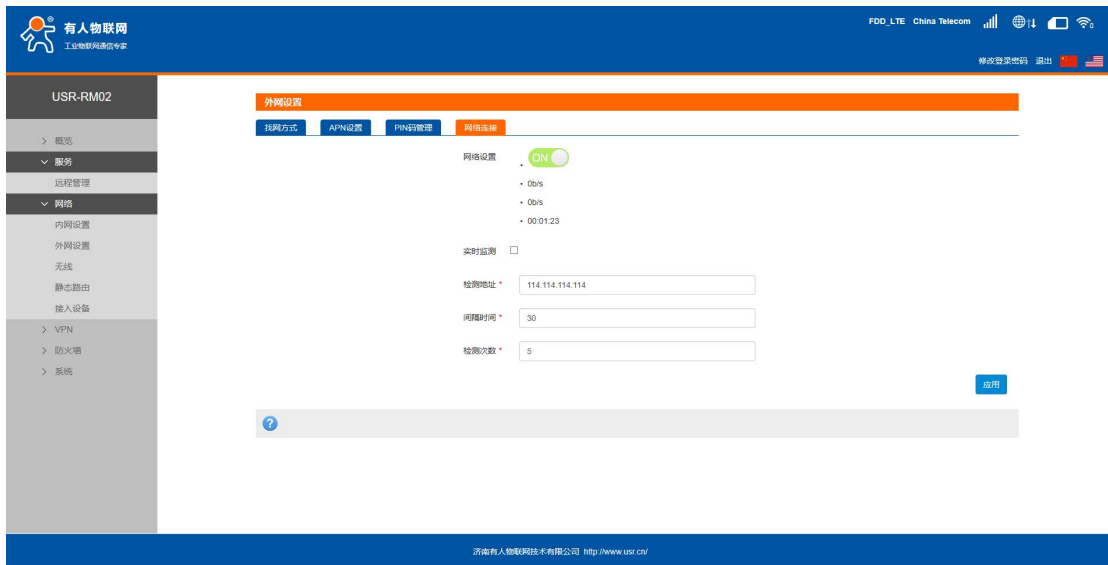 有人物联网
工业物联网通信专家
FDD_LTE China Telecom
修改登录密码 退出
USR-RM02
概览
服务
远程管理
网络
内网设置
外网设置
无线
静态路由
接入设备
VPN
防火墙
系统
外网设置
找网方式 APN设置 PIN码管理 网络连接
网络设置 ON
0b/s
0b/s
00:01:23
实时监测
检测地址 * 114.114.114.114
间隔时间 * 30
检测次数 * 5
应用
济南有人物联网技术有限公司 http://www.usr.cn/